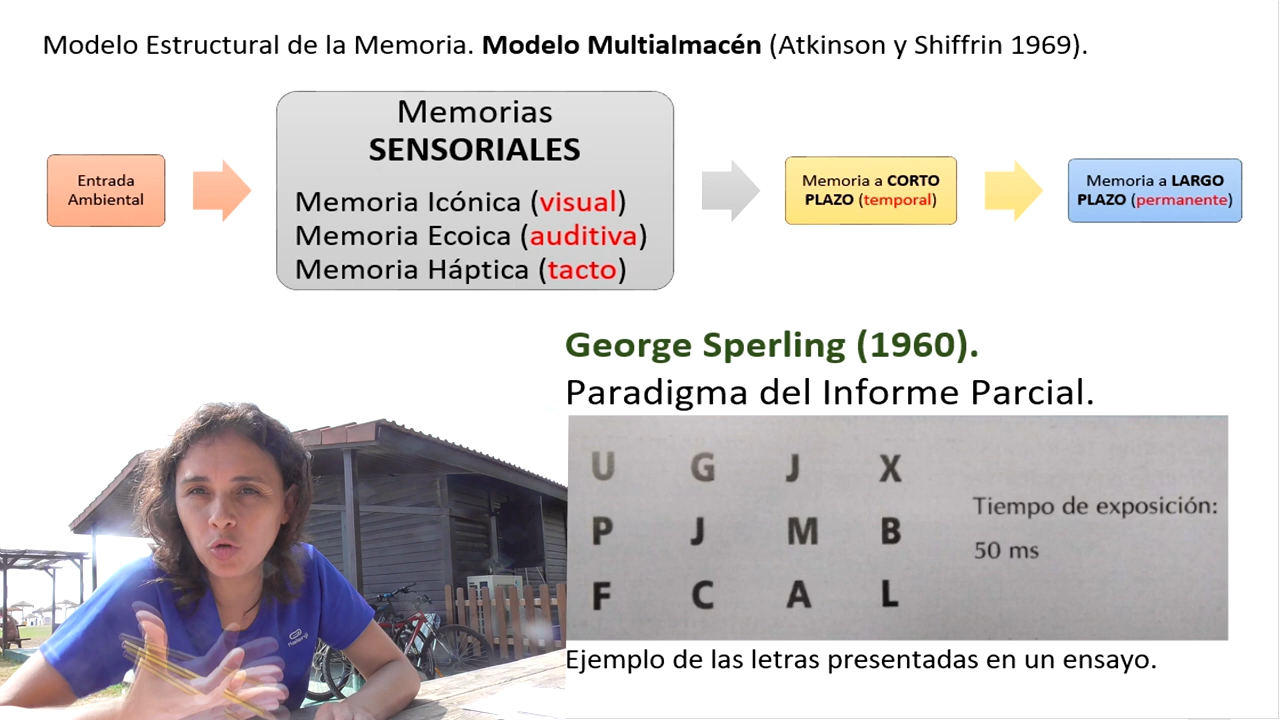 Modelo Estructural de la Memoria. Modelo Multialmacén (Atkinson y Shiffrin 1969).
Entrada
Ambiental
Memorias
SENSORIALES
Memoria Icónica (visual)
Memoria Ecoica (auditiva)
Memoria Háptica (tacto)
Memoria a CORTO
PLAZO (temporal)
Memoria a LARGO
PLAZO (permanente)
George Sperling (1960).
Paradigma del Informe Parcial.
U G J X
P J M B
F C A L
Tiempo de exposición:
50 ms
Ejemplo de las letras presentadas en un ensayo.